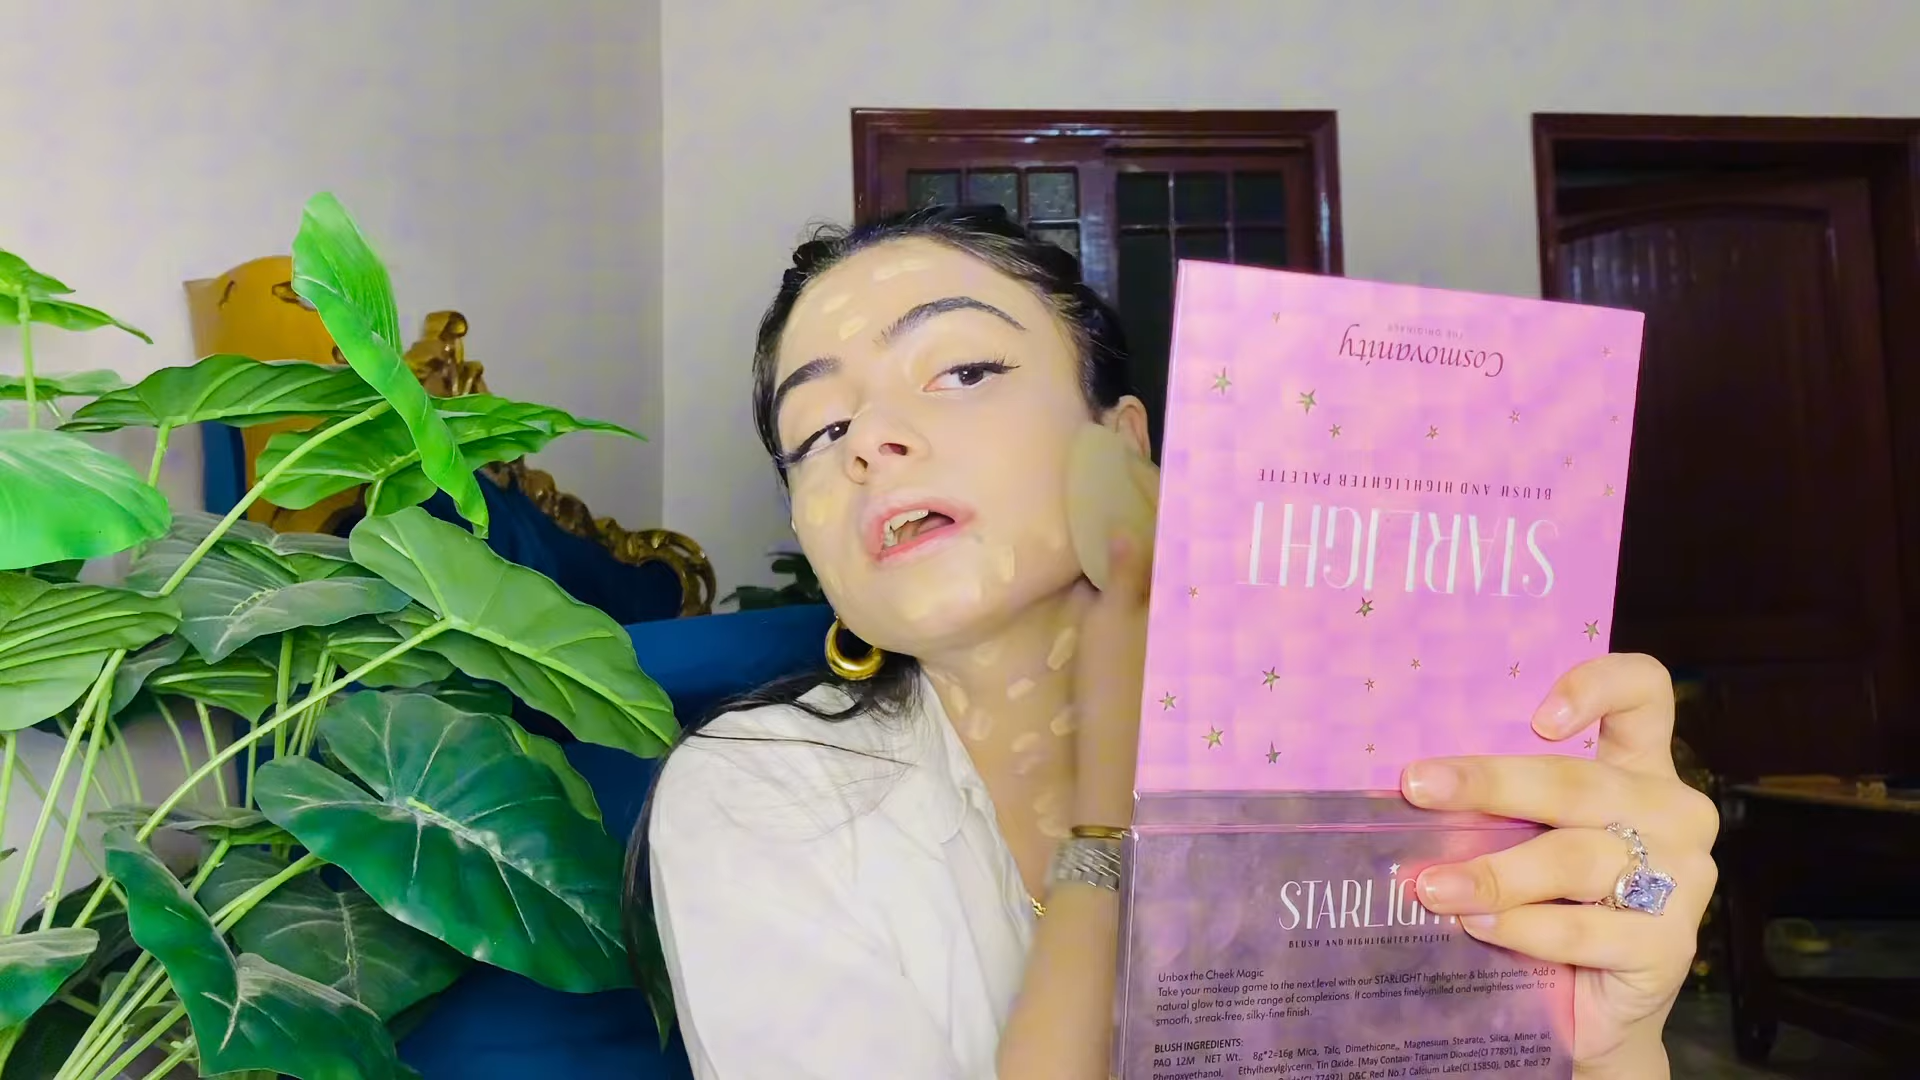 Cosmovanity
THE ORIGINALS
BLUSH AND HIGHLIGHTER PALETTE
STARLIGHT
STARLIGHT
BLUSH AND HIGHLIGHTER PALETTE
Unbox the Cheek Magic
Take your makeup game to the next level with our STARLIGHT highlighter & blush palette. Add a
natural glow to a wide range of complexions. It combines finely-milled and weightless wear for a
smooth, streak-free, silky-fine finish.
BLUSH INGREDIENTS:
PAO 12M NET Wt.: 8g*2=16g Mica, Talc, Dimethicone,, Magnesium Stearate, Silica, Miner oil,
Phenoxyethanol, Ethylhexylglycerin, Tin Oxide. [May Contain: Titanium Dioxide(CI 77891), Red Iron
77492), D&C Red No.7 Calcium Lake(CI 15850), D&C Red 27